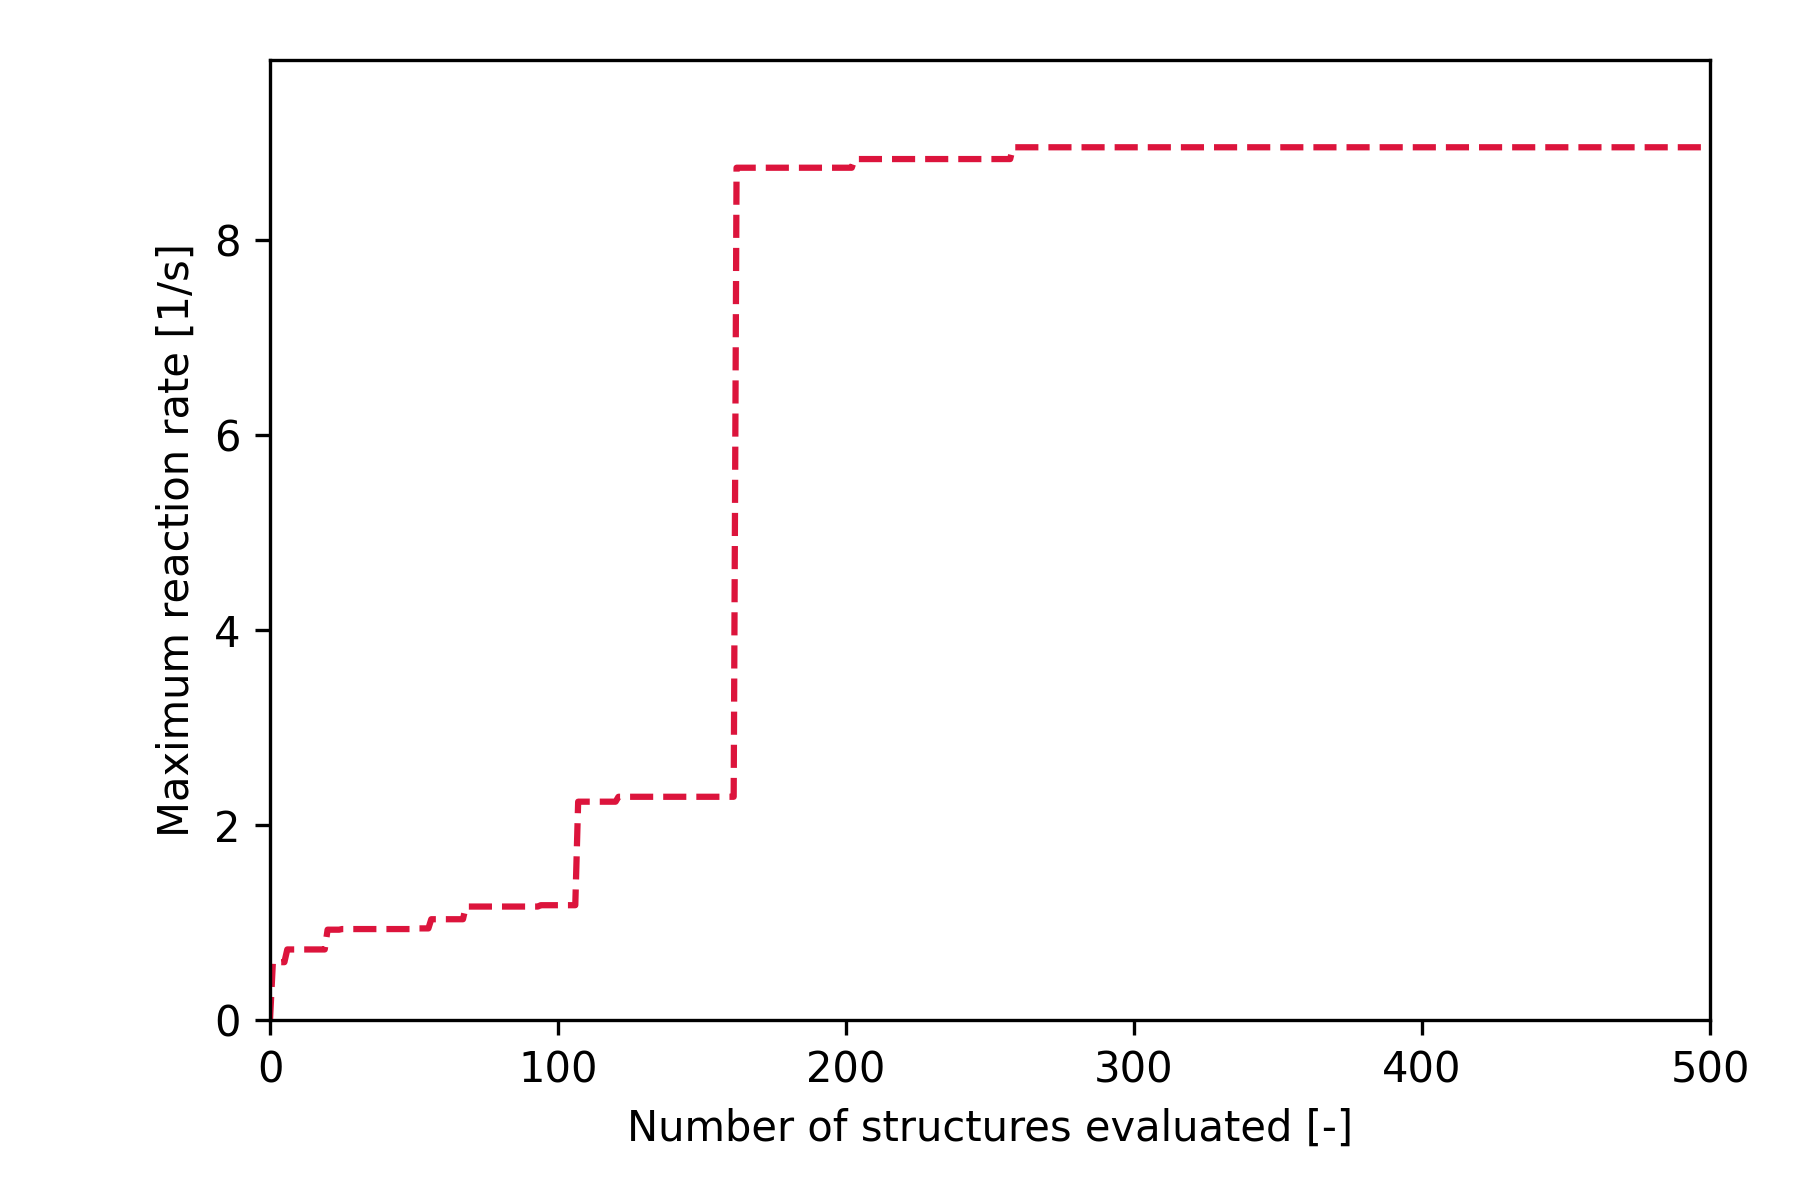 Maximum reaction rate [1/s]
8
6
4
2
0
0 100 200 300 400 500
Number of structures evaluated [-]